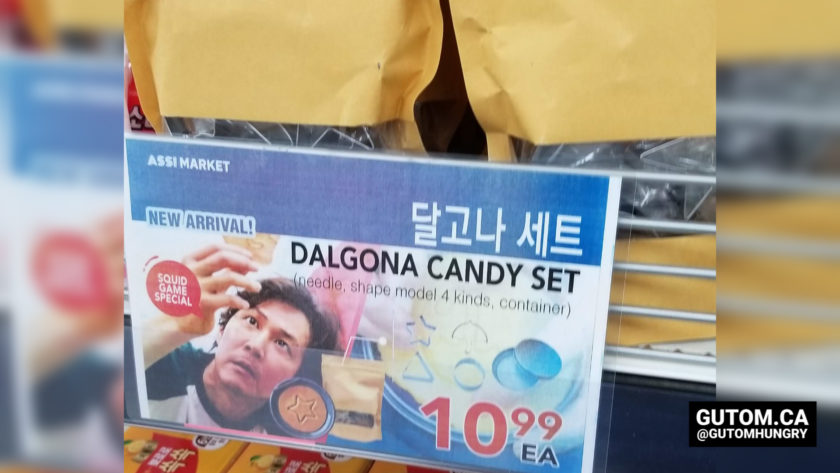 ASSI MARKET
NEW ARRIVAL!
달고나 세트
DALGONA CANDY SET
(needle, shape model 4 kinds, container)
SQUID
GAME
SPECIAL
10.99
EA
GUTOM.CA
@GUTOMHUNGRY